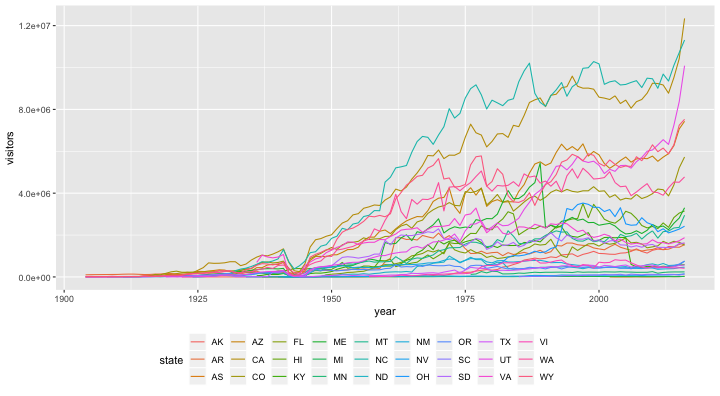 1.2e+07
8.0e+06
4.0e+06
0.0e+00
visitors
1900 1925 1950 1975 2000
year
state
AK AZ FL ME MT NM OR TX VI
AR CA HI MI NC NV SC UT WA
AS CO KY MN ND OH SD VA WY